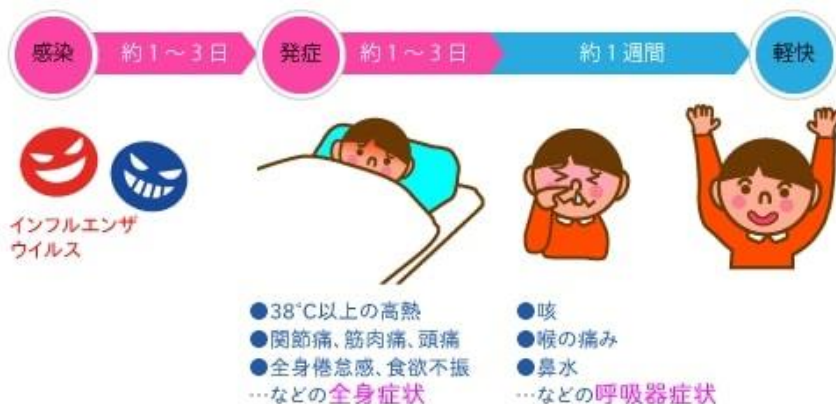 感染 約1～3日 発症 約1～3日 約1週間 軽快
インフルエンザ
ウイルス
●38℃以上の高熱
●関節痛、筋肉痛、頭痛
●全身倦怠感、食欲不振
…などの全身症状
●咳
●喉の痛み
●鼻水
…などの呼吸器症状